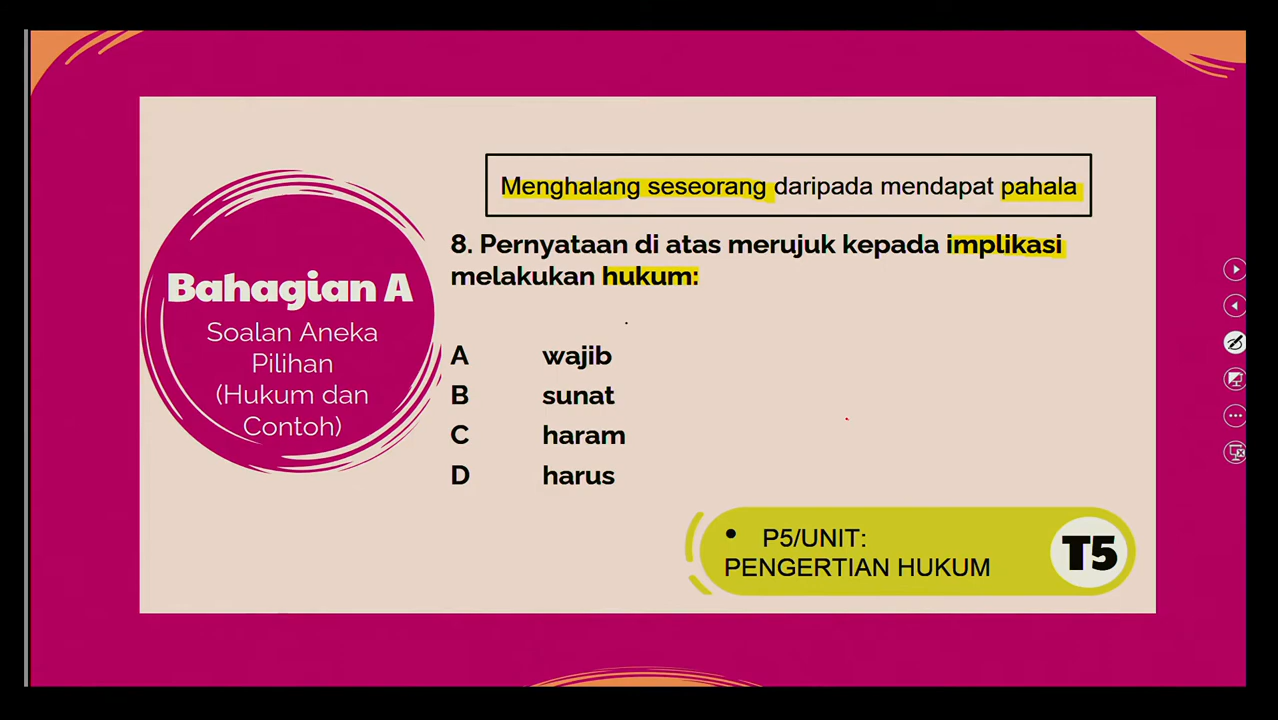 Menghalang seseorang daripada mendapat pahala
8. Pernyataan di atas merujuk kepada implikasi
melakukan hukum:
Bahagian A
Soalan Aneka
Pilihan
(Hukum dan
Contoh)
A wajib
B sunat
C haram
D harus
• P5/UNIT:
PENGERTIAN HUKUM
T5